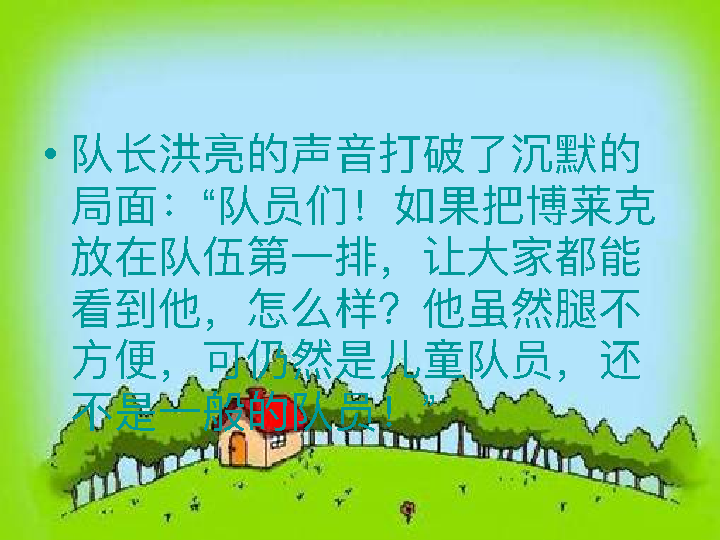 • 队长洪亮的声音打破了沉默的
局面：“队员们！如果把博莱克
放在队伍第一排，让大家都能
看到他，怎么样？他虽然腿不
方便，可仍然是儿童队员，还
不是一般的队员！”